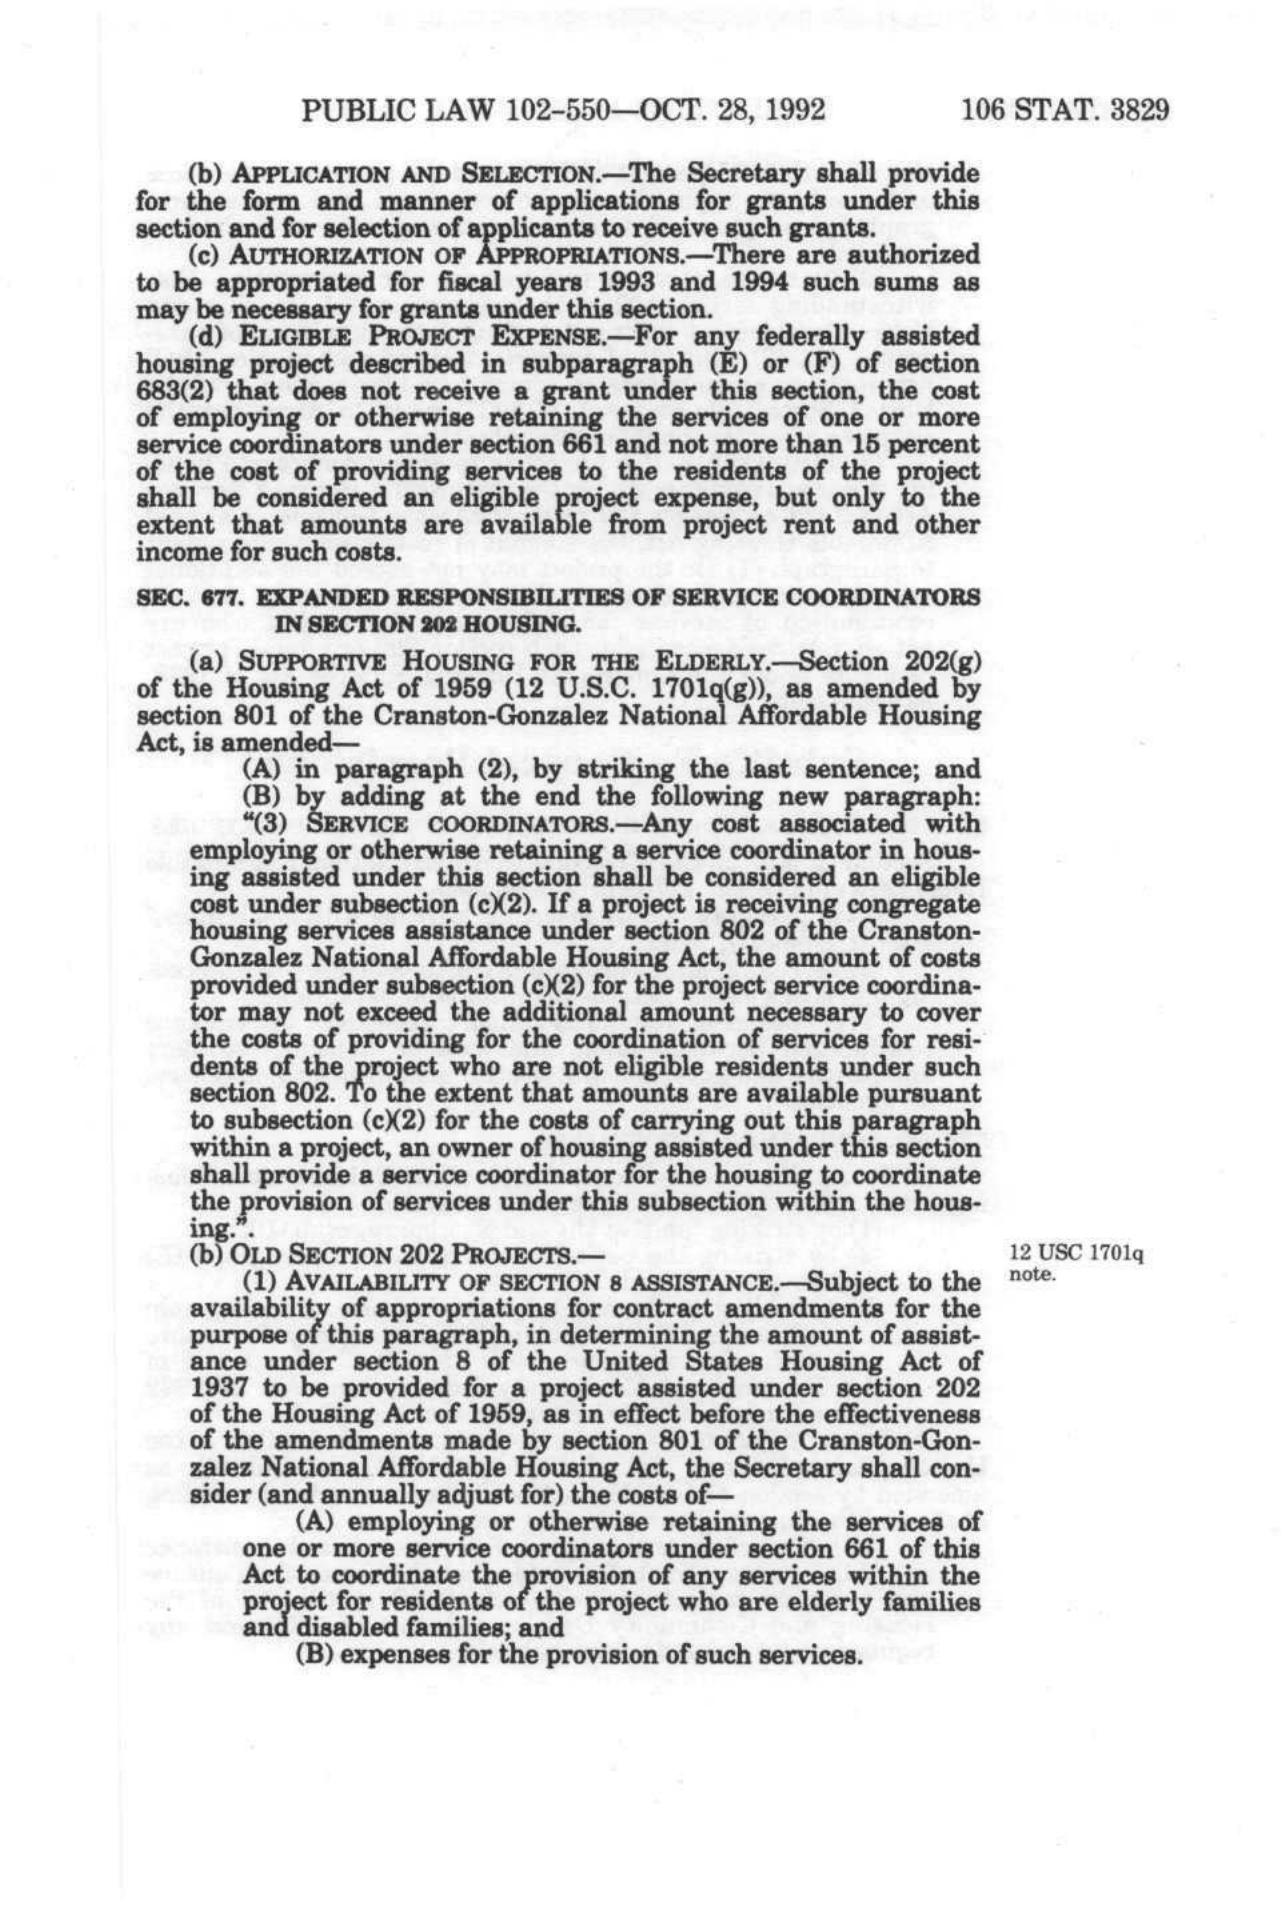 PUBLIC LAW 102–550—OCT. 28, 1992 106 STAT. 3829
(b) APPLICATION AND SELECTION.—The Secretary shall provide
for the form and manner of applications for grants under this
section and for selection of applicants to receive such grants.
(c) AUTHORIZATION OF APPROPRIATIONS.—There are authorized
to be appropriated for fiscal years 1993 and 1994 such sums as
may be necessary for grants under this section.
(d) ELIGIBLE PROJECT EXPENSE.—For any federally assisted
housing project described in subparagraph (E) or (F) of section
683(2) that does not receive a grant under this section, the cost
of employing or otherwise retaining the services of one or more
service coordinators under section 661 and not more than 15 percent
of the cost of providing services to the residents of the project
shall be considered an eligible project expense, but only to the
extent that amounts are available from project rent and other
income for such costs.
SEC. 677. EXPANDED RESPONSIBILITIES OF SERVICE COORDINATORS
IN SECTION 202 HOUSING.
(a) SUPPORTIVE HOUSING FOR THE ELDERLY.—Section 202(g)
of the Housing Act of 1959 (12 U.S.C. 1701q(g)), as amended by
section 801 of the Cranston-Gonzalez National Affordable Housing
Act, is amended—
(A) in paragraph (2), by striking the last sentence; and
(B) by adding at the end the following new paragraph:
“(3) SERVICE COORDINATORS.—Any cost associated with
employing or otherwise retaining a service coordinator in hous-
ing assisted under this section shall be considered an eligible
cost under subsection (c)(2). If a project is receiving congregate
housing services assistance under section 802 of the Cranston-
Gonzalez National Affordable Housing Act, the amount of costs
provided under subsection (c)(2) for the project service coordina-
tor may not exceed the additional amount necessary to cover
the costs of providing for the coordination of services for resi-
dents of the project who are not eligible residents under such
section 802. To the extent that amounts are available pursuant
to subsection (c)(2) for the costs of carrying out this paragraph
within a project, an owner of housing assisted under this section
shall provide a service coordinator for the housing to coordinate
the provision of services under this subsection within the hous-
ing.”.
(b) OLD SECTION 202 PROJECTS.—
12 USC 1701q
note.
(1) AVAILABILITY OF SECTION 8 ASSISTANCE.—Subject to the
availability of appropriations for contract amendments for the
purpose of this paragraph, in determining the amount of assist-
ance under section 8 of the United States Housing Act of
1937 to be provided for a project assisted under section 202
of the Housing Act of 1959, as in effect before the effectiveness
of the amendments made by section 801 of the Cranston-Gon-
zalez National Affordable Housing Act, the Secretary shall con-
sider (and annually adjust for) the costs of—
(A) employing or otherwise retaining the services of
one or more service coordinators under section 661 of this
Act to coordinate the provision of any services within the
project for residents of the project who are elderly families
and disabled families; and
(B) expenses for the provision of such services.